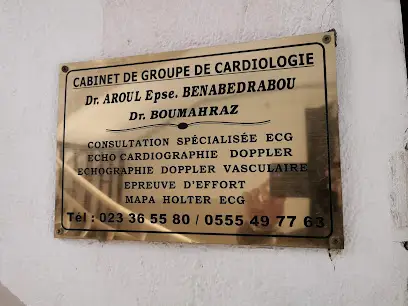 CABINET DE GROUPE DE CARDIOLOGIE
Dr. AROUL Epse. BENABEDRABOU
Dr. BOUMAHRAZ
CONSULTATION SPÉCIALISÉE ECG
ECHO CARDIOGRAPHIE DOPPLER
ECHOGRAPHIE DOPPLER VASCULAIRE
EPREUVE D'EFFORT
MAPA HOLTER ECG
Tél : 023 36 55 80 / 0555 49 77 63